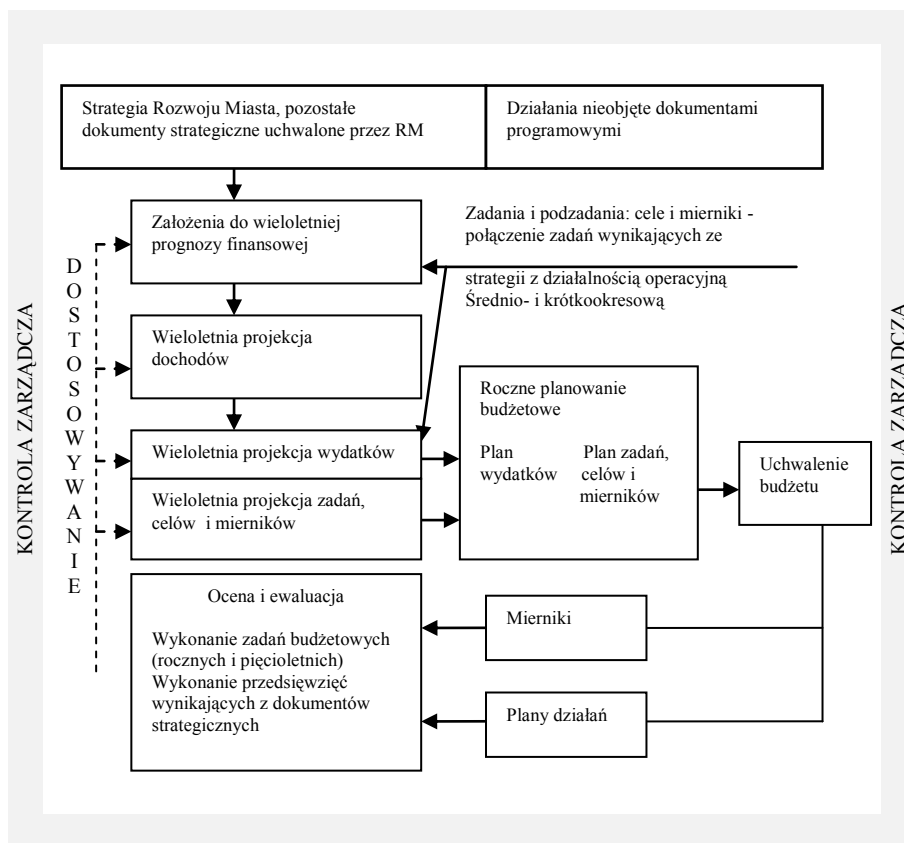 Strategia Rozwoju Miasta, pozostałe
dokumenty strategiczne uchwalone przez RM
Działania nieobjęte dokumentami
programowymi
Założenia do wieloletniej
prognozy finansowej
Zadania i podzadania: cele i mierniki -
połączenie zadań wynikających ze
strategii z działalnością operacyjną
Średnio- i krótkookresową
KONTROLA ZARZĄDCZA
DOSTOSOWYWANIE
Wieloletnia projekcja
dochodów
Wieloletnia projekcja wydatków
Wieloletnia projekcja zadań,
celów i mierników
Roczne planowanie
budżetowe
Plan
wydatków
Plan zadań,
celów i
mierników
Uchwalenie
budżetu
KONTROLA ZARZĄDCZA
Ocena i ewaluacja
Wykonanie zadań budżetowych
(rocznych i pięcioletnich)
Wykonanie przedsięwzięć
wynikających z dokumentów
strategicznych
Mierniki
Plany działań